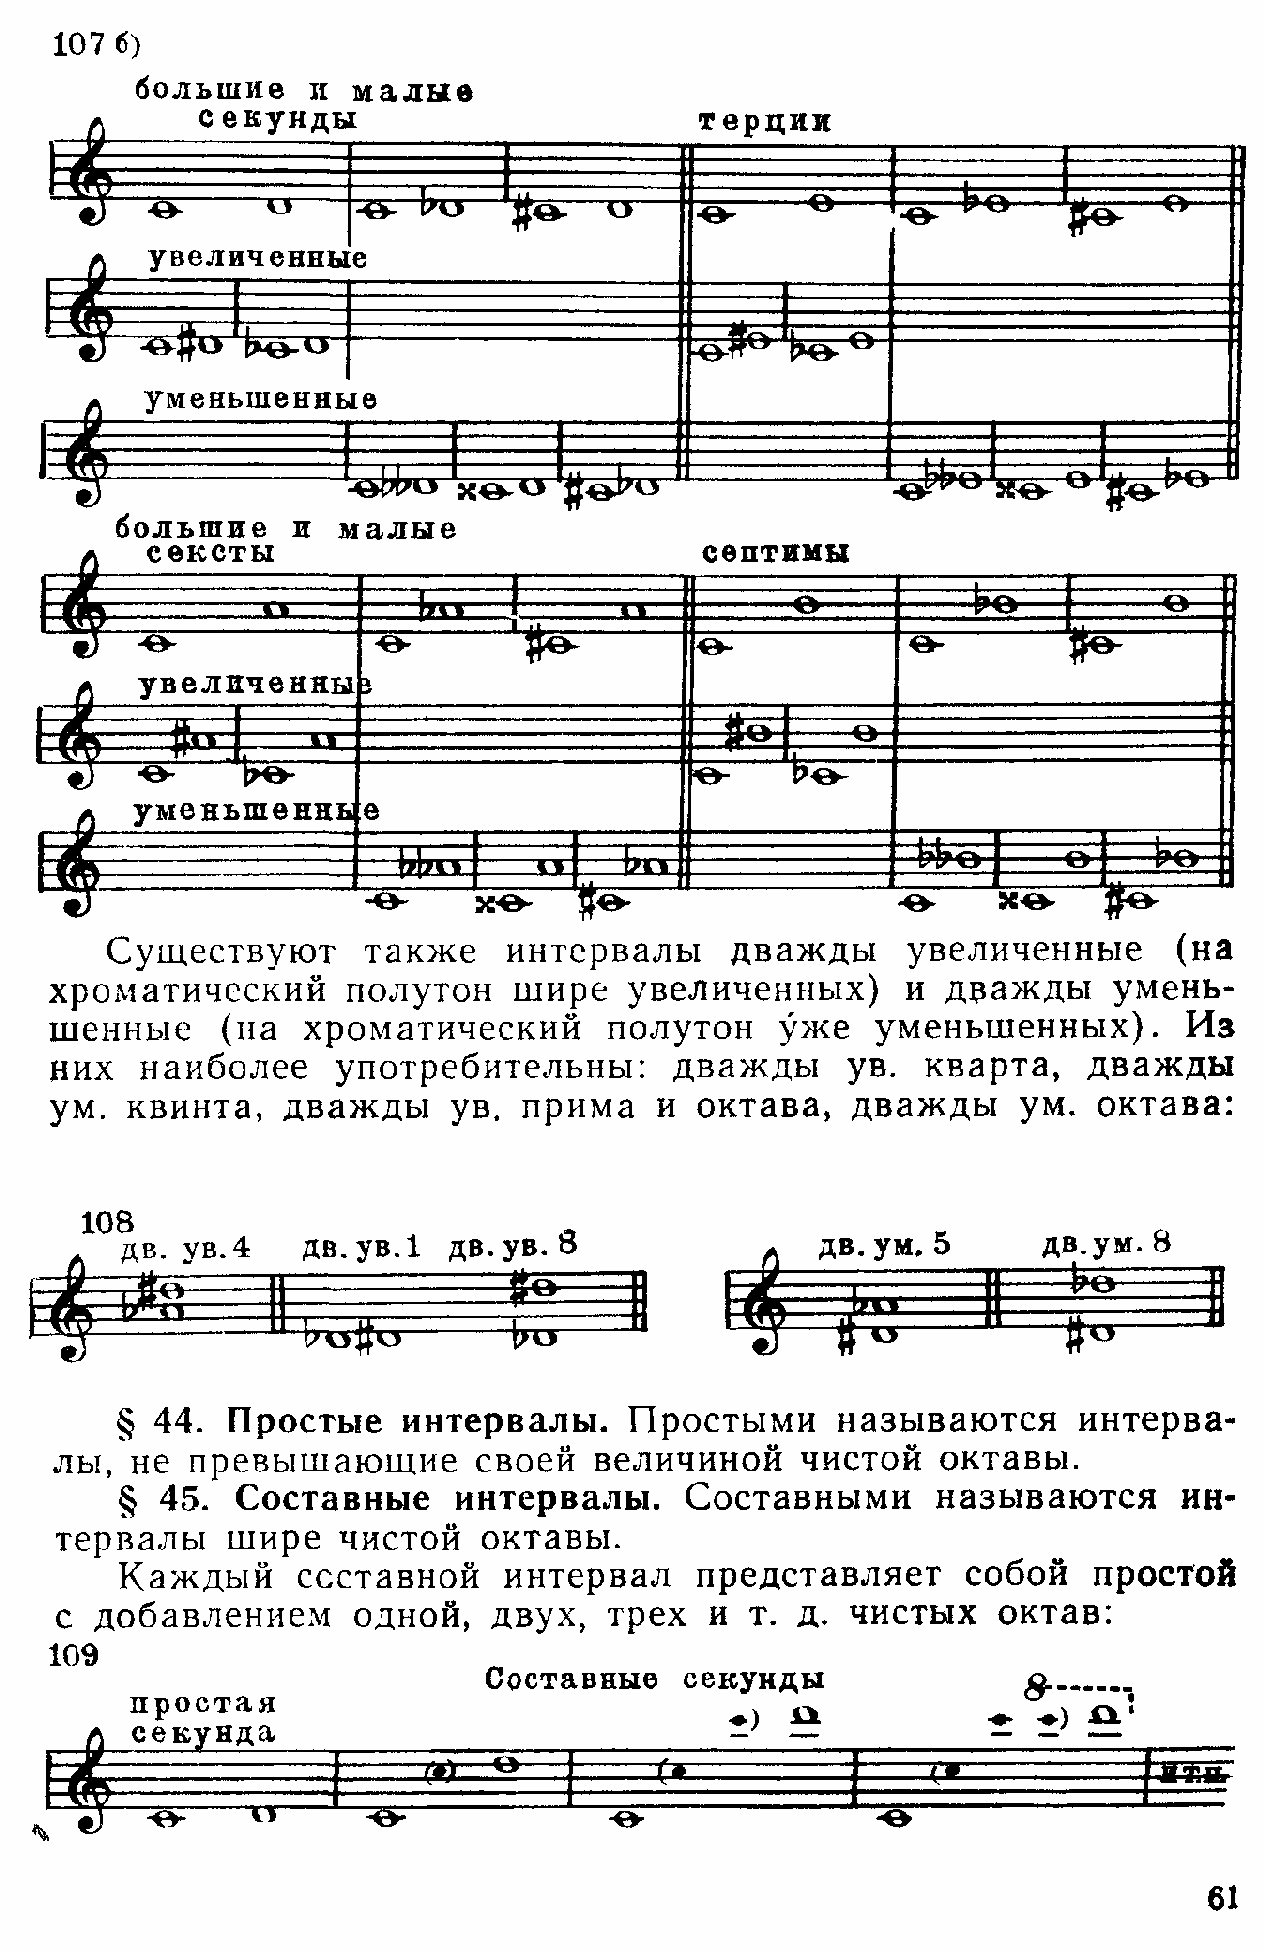 107 б)
большие и малые
секунды терции
увеличенные
уменьшенные
большие и малые
сексты септимы
увеличенные
уменьшенные
Существуют также интервалы дважды увеличенные (на
хроматический полутон шире увеличенных) и дважды умень-
шенные (на хроматический полутон у́же уменьшенных). Из
них наиболее употребительны: дважды ув. кварта, дважды
ум. квинта, дважды ув. прима и октава, дважды ум. октава:
108
дв. ув.4 дв. ув.1 дв. ув. 8 дв. ум. 5 дв. ум. 8
§ 44. Простые интервалы. Простыми называются интерва-
лы, не превышающие своей величиной чистой октавы.
§ 45. Составные интервалы. Составными называются ин-
тервалы шире чистой октавы.
Каждый составной интервал представляет собой простой
с добавлением одной, двух, трех и т. д. чистых октав:
109
Составные секунды 8
простая
секунда
и т.п.
61